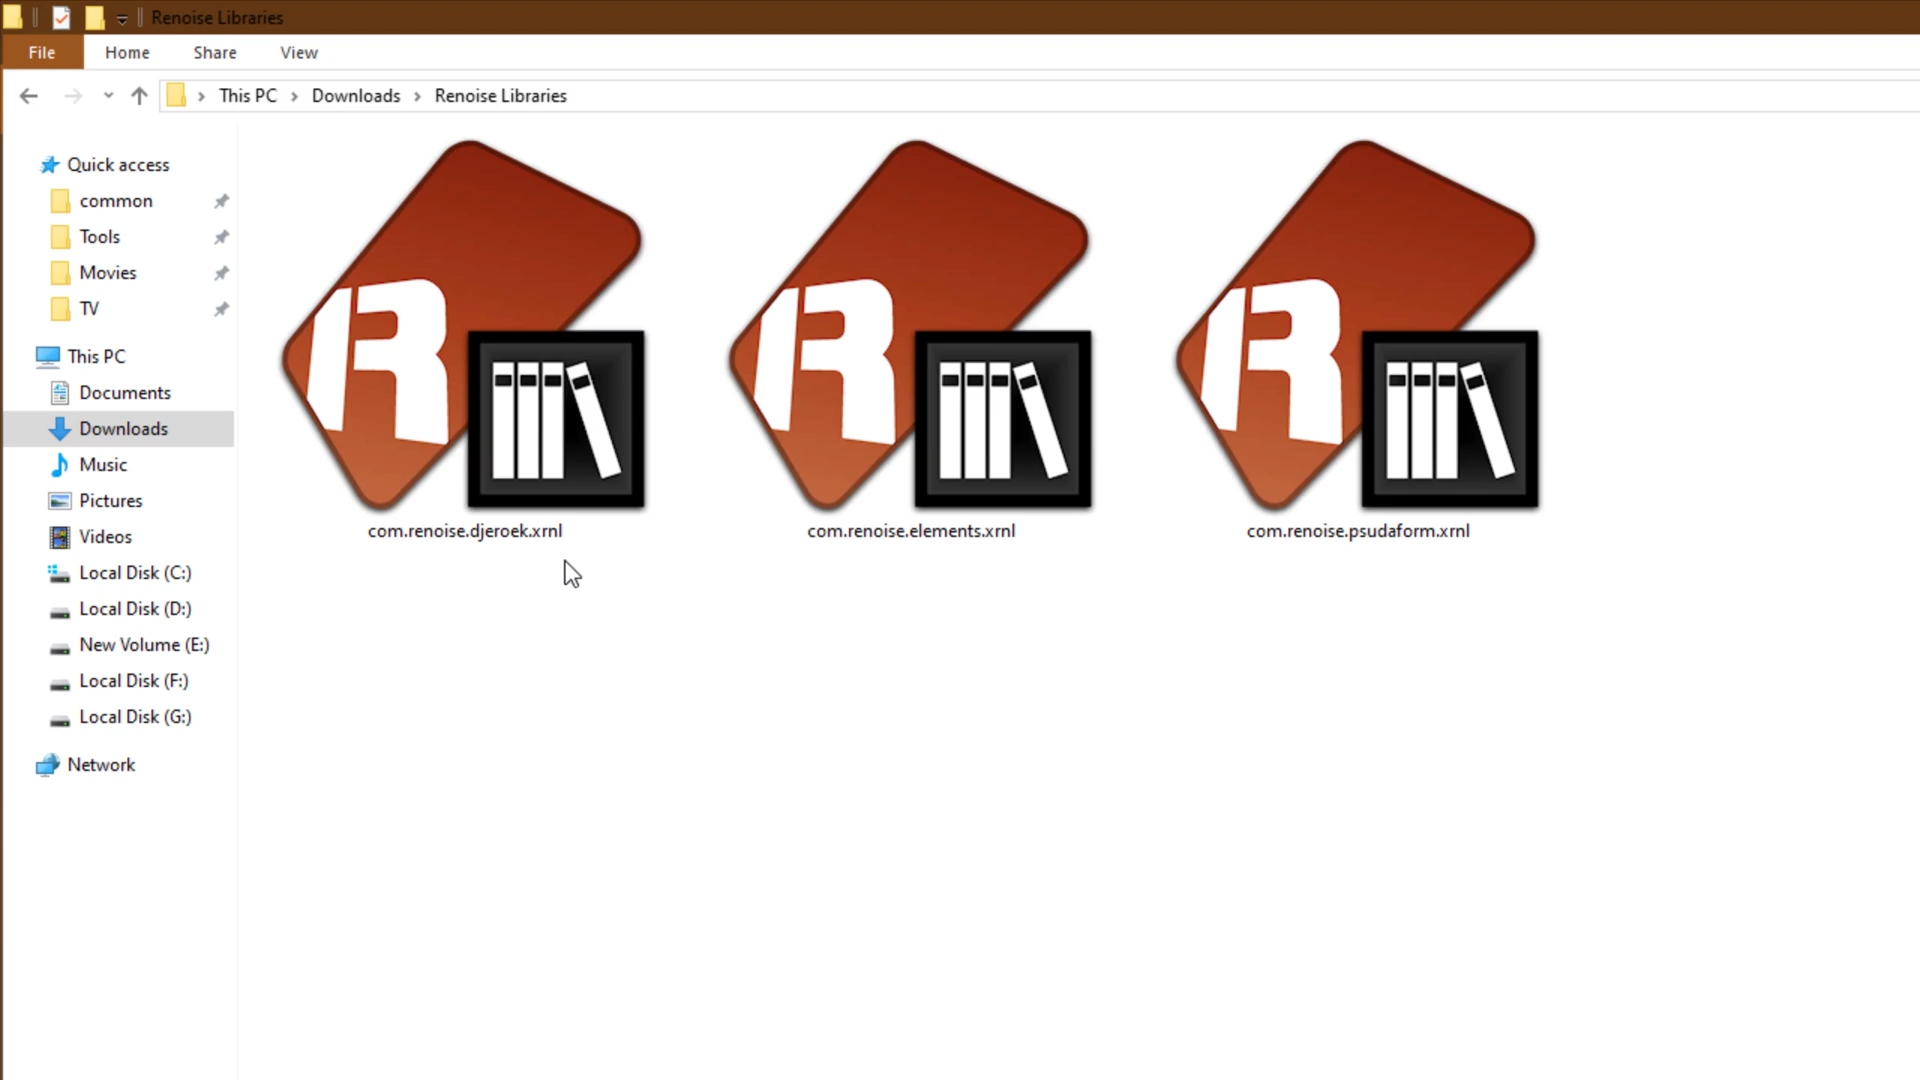 Renoise Libraries
File Home Share View
This PC Downloads Renoise Libraries
Quick access
common
Tools
Movies
TV
This PC
Documents
Downloads
Music
Pictures
Videos
Local Disk (C:)
Local Disk (D:)
New Volume (E:)
Local Disk (F:)
Local Disk (G:)
Network
R
R
R
com.renoise.djeroek.xrnl
com.renoise.elements.xrnl
com.renoise.psudaform.xrnl